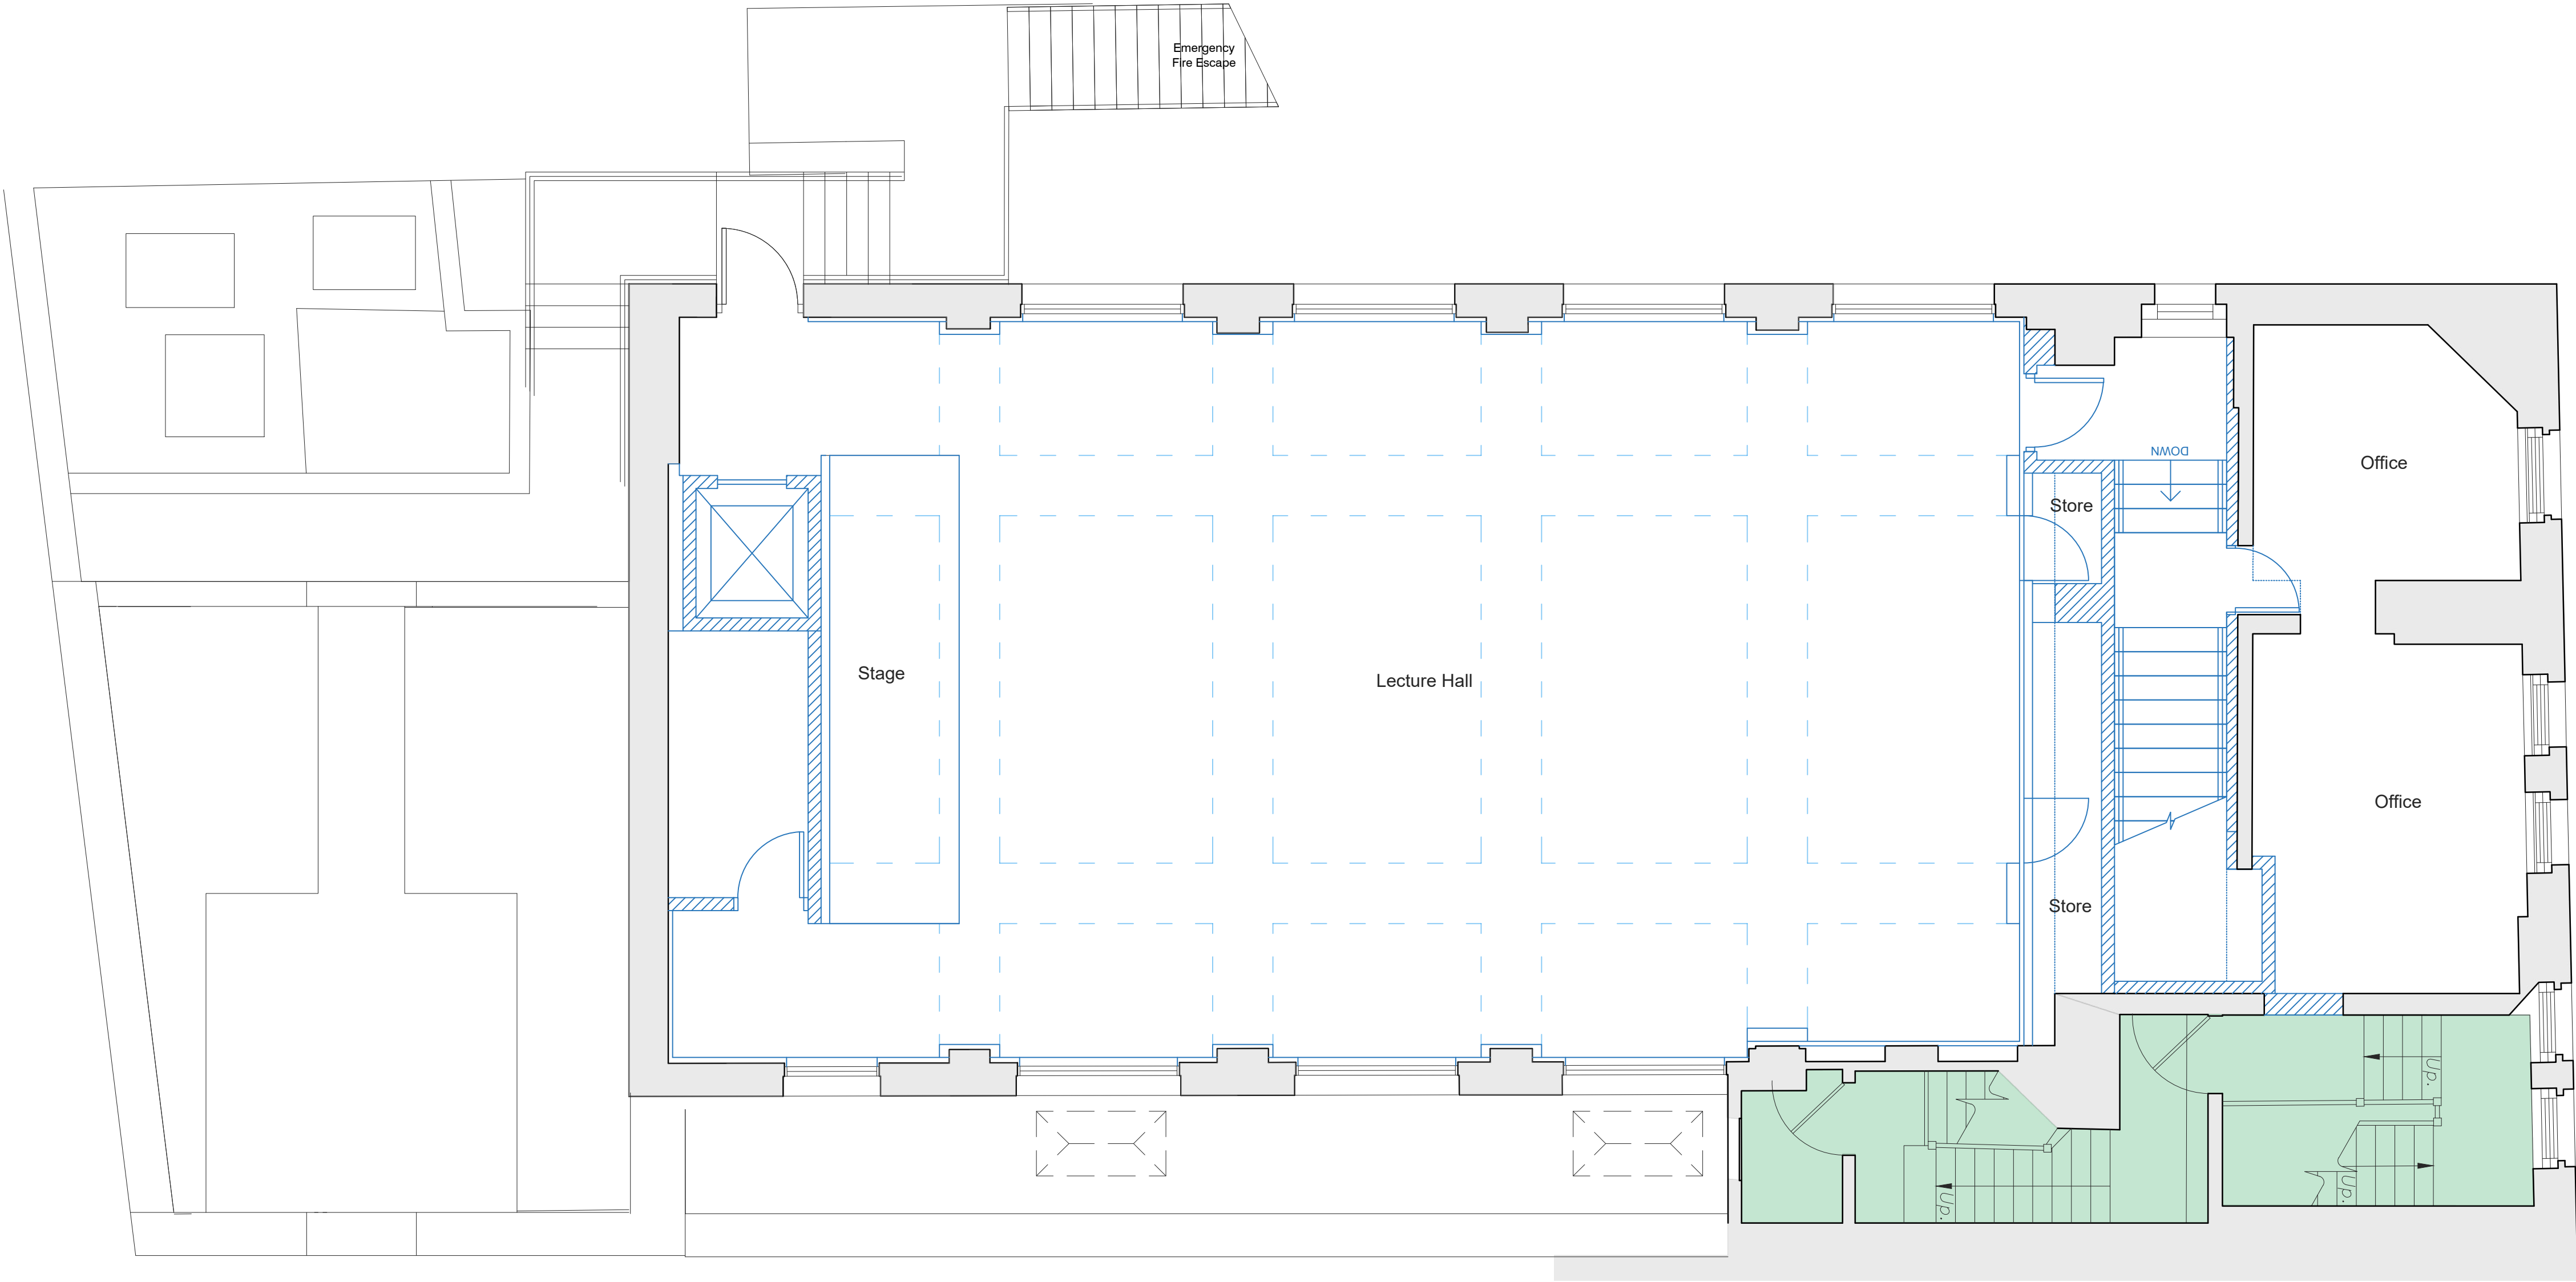 Emergency
Fire Escape
DOWN
Office
Store
Stage
Lecture Hall
Office
Store
Up.
Up.
Up.